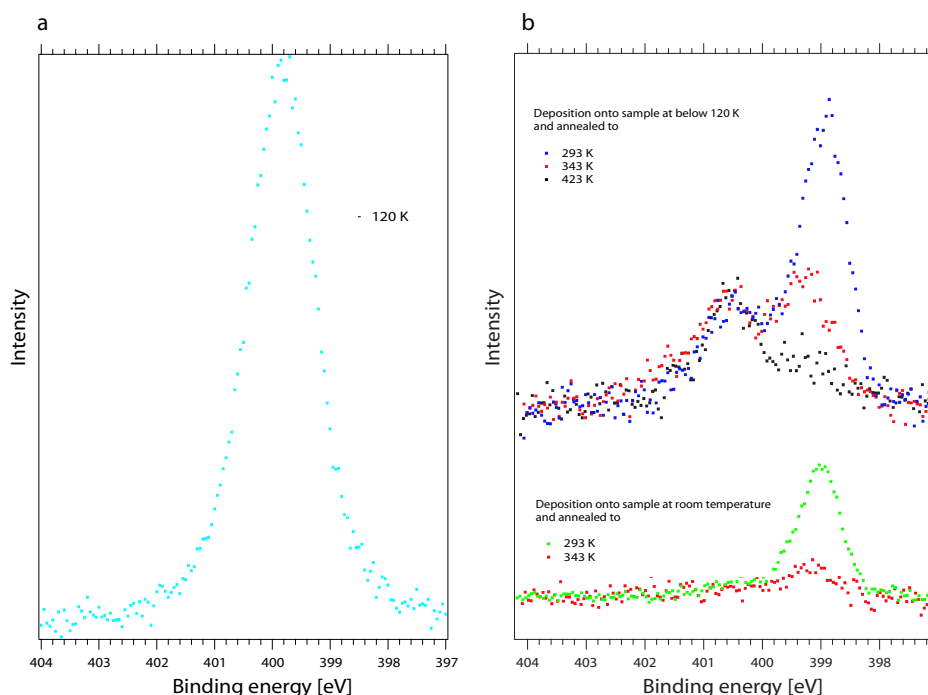 a
Intensity
- 120 K
404 403 402 401 400 399 398 397
Binding energy [eV]
b
Intensity
Deposition onto sample at below 120 K
and annealed to
293 K
343 K
423 K
Deposition onto sample at room temperature
and annealed to
293 K
343 K
404 403 402 401 400 399 398
Binding energy [eV]